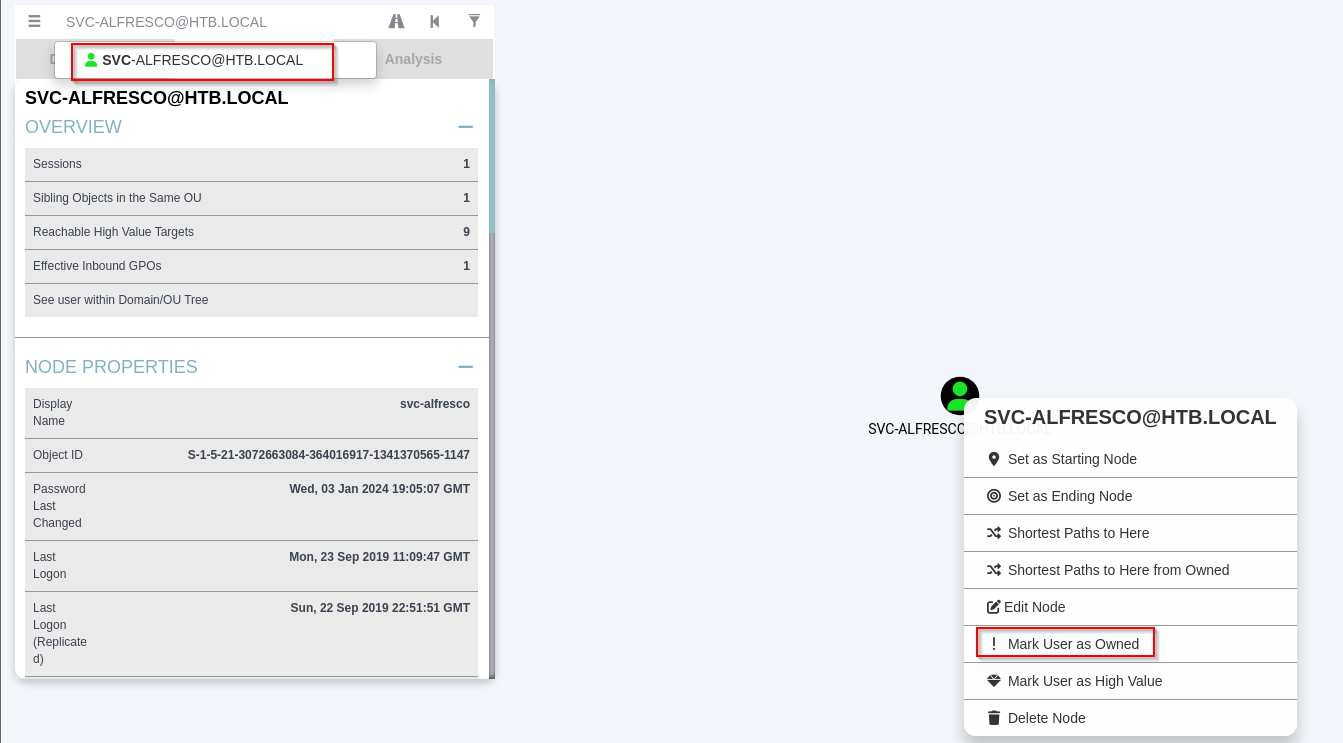 SVC-ALFRESCO@HTB.LOCAL
D
Analysis
SVC-ALFRESCO@HTB.LOCAL
SVC-ALFRESCO@HTB.LOCAL
OVERVIEW
Sessions 1
Sibling Objects in the Same OU 1
Reachable High Value Targets 9
Effective Inbound GPOs 1
See user within Domain/OU Tree
NODE PROPERTIES
Display
Name
svc-alfresco
Object ID S-1-5-21-3072663084-364016917-1341370565-1147
Password
Last
Changed
Wed, 03 Jan 2024 19:05:07 GMT
Last
Logon
Mon, 23 Sep 2019 11:09:47 GMT
Last
Logon
(Replicate
d)
Sun, 22 Sep 2019 22:51:51 GMT
SVC-ALFRESCO@HTB.LOCAL
SVC-ALFRESCO@HTB.LOCAL
Set as Starting Node
Set as Ending Node
Shortest Paths to Here
Shortest Paths to Here from Owned
Edit Node
Mark User as Owned
Mark User as High Value
Delete Node